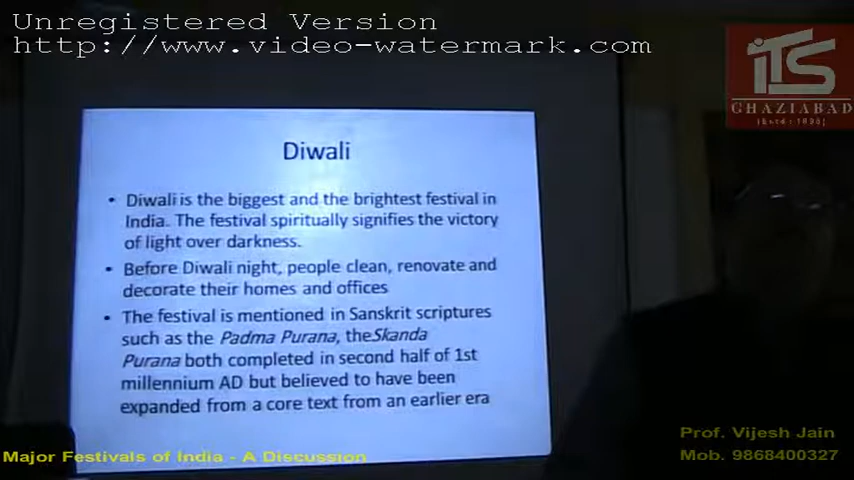 Unregistered Version
http://www.video-watermark.com
iTS
GHAZIABAD
(Estd : 1995)
Diwali
• Diwali is the biggest and the brightest festival in
India. The festival spiritually signifies the victory
of light over darkness.
• Before Diwali night, people clean, renovate and
decorate their homes and offices
• The festival is mentioned in Sanskrit scriptures
such as the Padma Purana, theSkanda
Purana both completed in second half of 1st
millennium AD but believed to have been
expanded from a core text from an earlier era
Prof. Vijesh Jain
Major Festivals of India - A Discussion
Mob. 9868400327